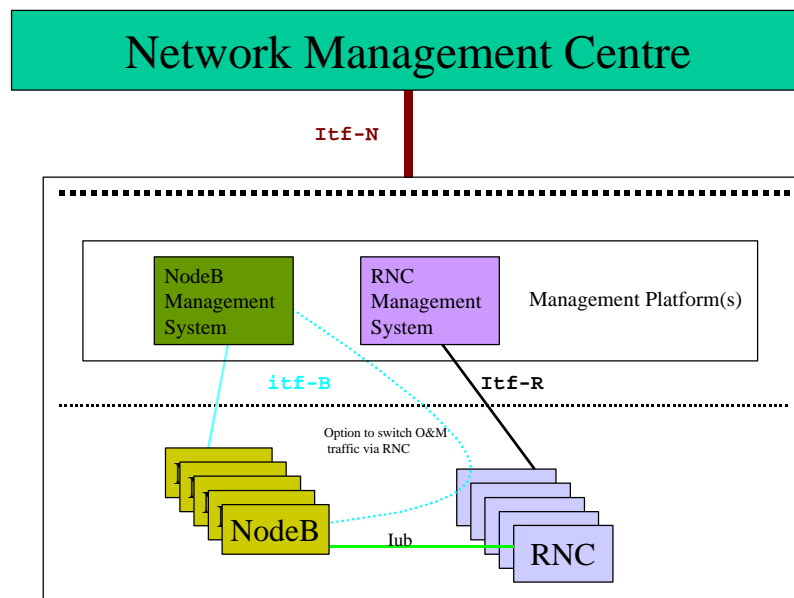 Network Management Centre
Itf-N
NodeB
Management
System
RNC
Management
System
Management Platform(s)
itf-B
Itf-R
Option to switch O&M
traffic via RNC
NodeB
Iub
RNC